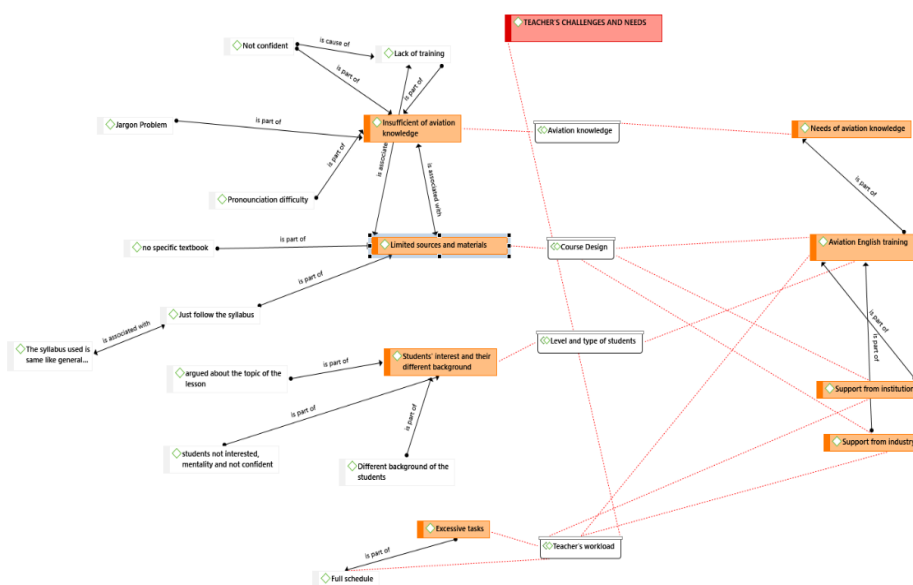 TEACHER'S CHALLENGES AND NEEDS
Not confident
is cause of
Lack of training
is part of
is part of
Jargon Problem
is part of
Insufficient of aviation
knowledge
Aviation knowledge
Needs of aviation knowledge
is part of
is associate
is associated with
is part of
Pronounciation difficulty
no specific textbook
is part of
Limited sources and materials
Course Design
Aviation English training
is part of
Just follow the syllabus
is associated with
The syllabus used is
same like general...
is part of
is part of
Level and type of students
Students' interest and their
different background
is part of
argued about the topic of the
lesson
is part of
is part of
Support from institution
Support from industry
students not interested,
mentality and not confident
Different background of the
students
Excessive tasks
is part of
Teacher's workload
Full schedule